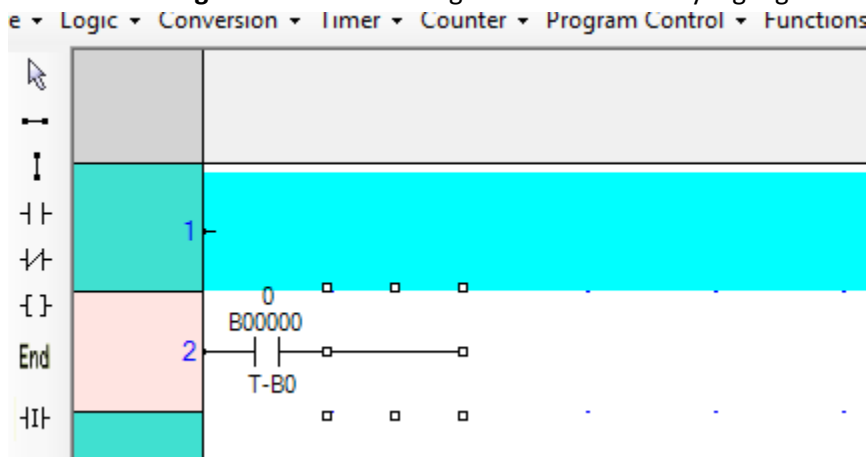 e Logic Conversion Timer Counter Program Control Functions
1
0
B00000
2
End
T-B0